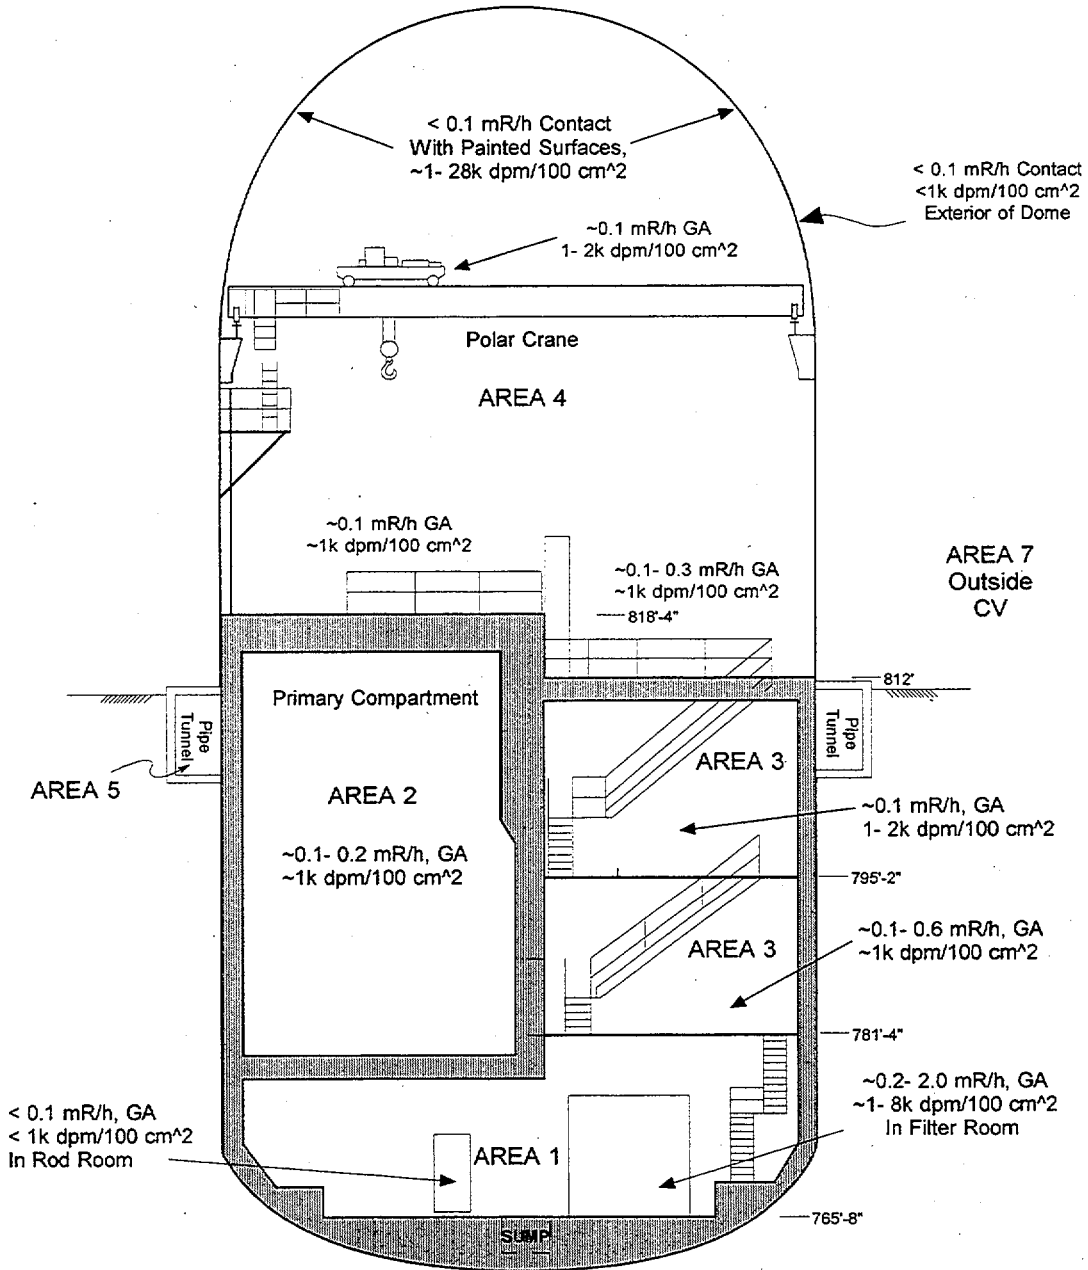 < 0.1 mR/h Contact
With Painted Surfaces,
~1- 28k dpm/100 cm^2
< 0.1 mR/h Contact
<1k dpm/100 cm^2
Exterior of Dome
~0.1 mR/h GA
1- 2k dpm/100 cm^2
Polar Crane
AREA 4
~0.1 mR/h GA
~1k dpm/100 cm^2
~0.1- 0.3 mR/h GA
~1k dpm/100 cm^2
818'-4"
AREA 7
Outside
CV
812'
Primary Compartment
Pipe
Tunnel
AREA 5
AREA 2
~0.1- 0.2 mR/h, GA
~1k dpm/100 cm^2
AREA 3
Pipe
Tunnel
~0.1 mR/h, GA
1- 2k dpm/100 cm^2
795'-2"
AREA 3
~0.1- 0.6 mR/h, GA
~1k dpm/100 cm^2
781'-4"
< 0.1 mR/h, GA
< 1k dpm/100 cm^2
In Rod Room
AREA 1
~0.2- 2.0 mR/h, GA
~1- 8k dpm/100 cm^2
In Filter Room
765'-8"
SUMP